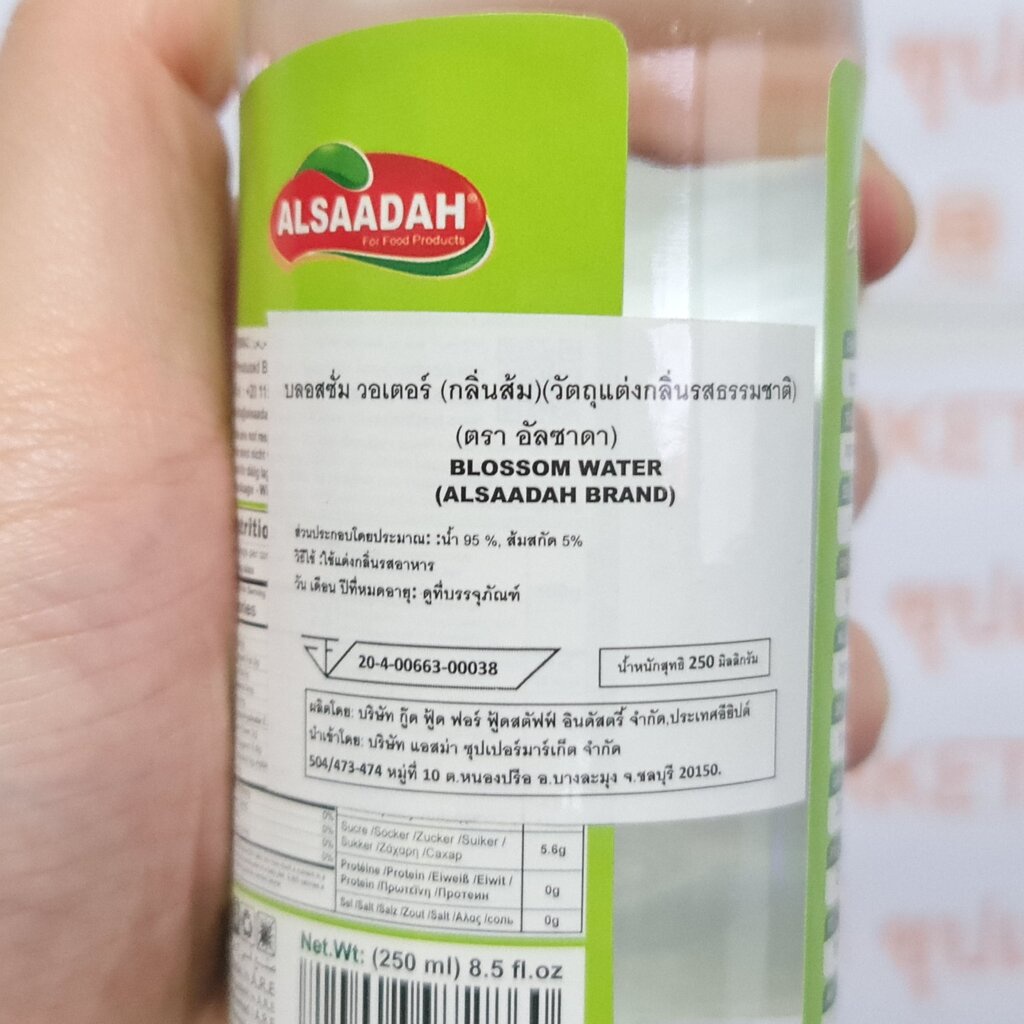 ALSAADAH®
For Food Products
บลอสซั่ม วอเตอร์ (กลิ่นส้ม)(วัตถุแต่งกลิ่นรสธรรมชาติ)
(ตรา อัลซาดา)
BLOSSOM WATER
(ALSAADAH BRAND)
ส่วนประกอบโดยประมาณ: :น้ำ 95 %, ส้มสกัด 5%
วิธีใช้ :ใช้แต่งกลิ่นรสอาหาร
วัน เดือน ปีที่หมดอายุ: ดูที่บรรจุภัณฑ์
20-4-00663-00038
น้ำหนักสุทธิ 250 มิลลิกรัม
ผลิตโดย: บริษัท กู๊ด ฟู้ด ฟอร์ ฟู้ดสตัฟฟ์ อินดัสตรี้ จำกัด,ประเทศอียิปต์
นำเข้าโดย: บริษัท แอสม่า ซุปเปอร์มาร์เก็ต จำกัด
504/473-474 หมู่ที่ 10 ต.หนองปรือ อ.บางละมุง จ.ชลบุรี 20150.
Sucre /Socker /Zucker /Suiker /
Sukker /Ζάχαρη /Сахар 5.6g
Protéine /Protein /Eiweiß /Eiwit /
Protein /Πρωτεΐνη /Протеин 0g
Sel /Salt /Salz /Zout /Salt /Αλας /соль 0g
Net.Wt: (250 ml) 8.5 fl.oz